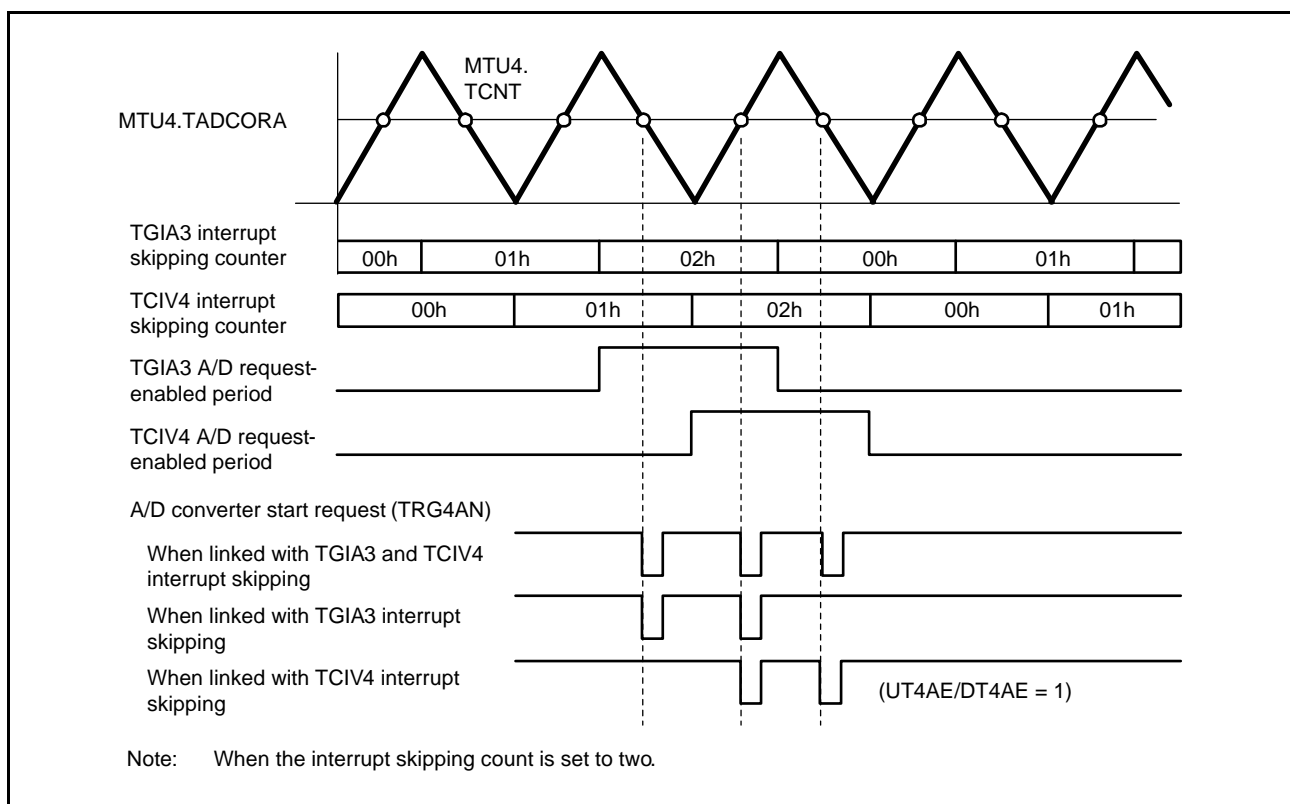 MTU4.
TCNT
MTU4.TADCORA
TGIA3 interrupt
skipping counter
00h 01h 02h 00h 01h
TCIV4 interrupt
skipping counter
00h 01h 02h 00h 01h
TGIA3 A/D request-
enabled period
TCIV4 A/D request-
enabled period
A/D converter start request (TRG4AN)
When linked with TGIA3 and TCIV4
interrupt skipping
When linked with TGIA3 interrupt
skipping
When linked with TCIV4 interrupt
skipping
(UT4AE/DT4AE = 1)
Note: When the interrupt skipping count is set to two.